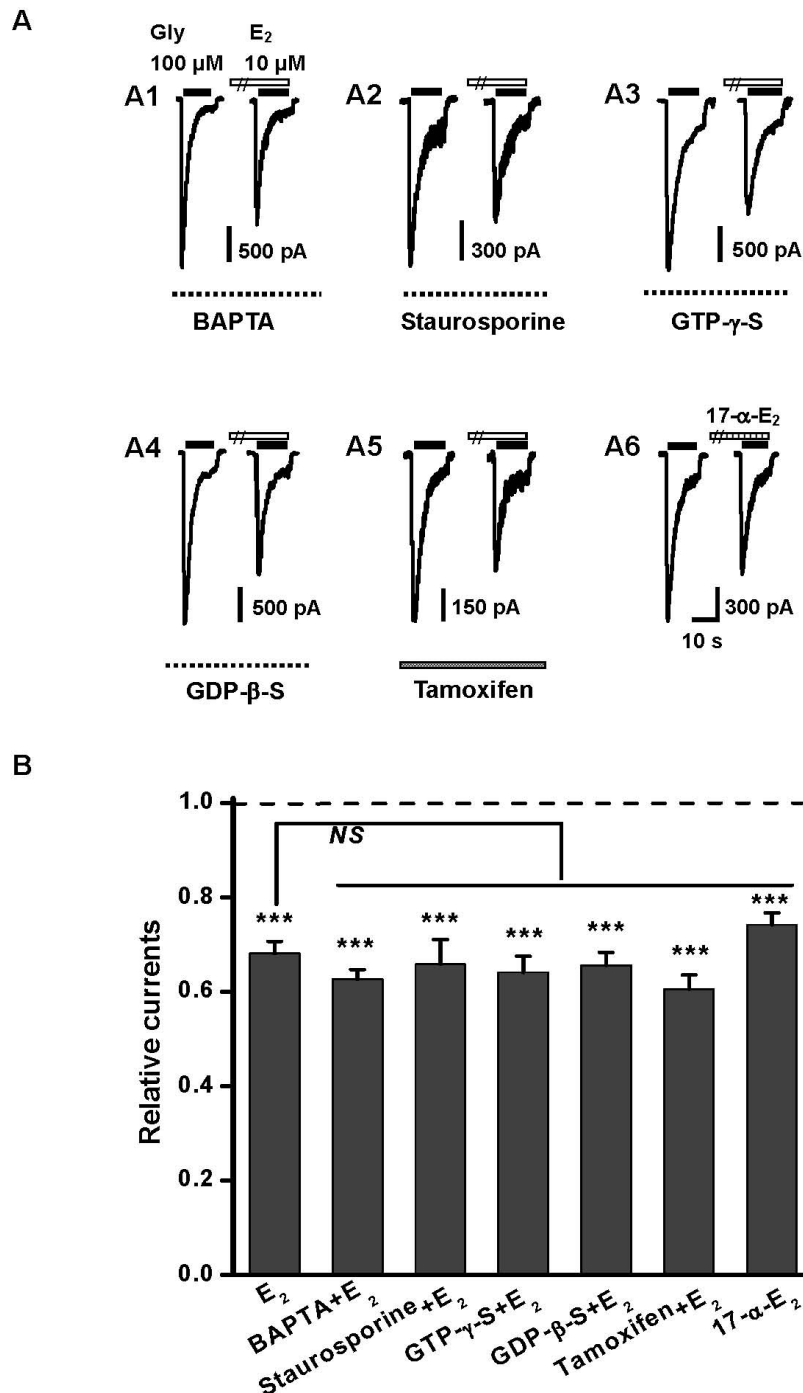 A
Gly E₂
100 µM 10 µM
A1 A2 A3
500 pA 300 pA 500 pA
BAPTA Staurosporine GTP-γ-S
17-α-E₂
A4 A5 A6
500 pA 150 pA 300 pA
10 s
GDP-β-S Tamoxifen
B
1.0
NS
0.8
*** *** *** *** *** *** ***
0.6
0.4
0.2
0.0
Relative currents
E₂ BAPTA+E₂ Staurosporine+E₂ GTP-γ-S+E₂ GDP-β-S+E₂ Tamoxifen+E₂ 17-α-E₂